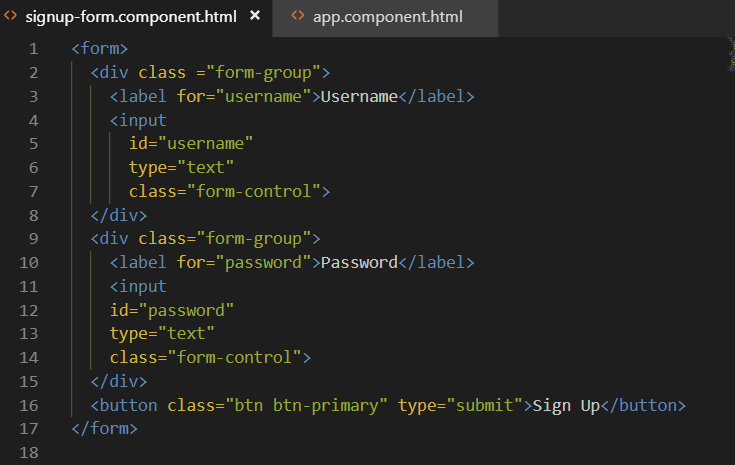 signup-form.component.html × app.component.html
1 <form>
2 <div class ="form-group">
3 <label for="username">Username</label>
4 <input
5 id="username"
6 type="text"
7 class="form-control">
8 </div>
9 <div class="form-group">
10 <label for="password">Password</label>
11 <input
12 id="password"
13 type="text"
14 class="form-control">
15 </div>
16 <button class="btn btn-primary" type="submit">Sign Up</button>
17 </form>
18